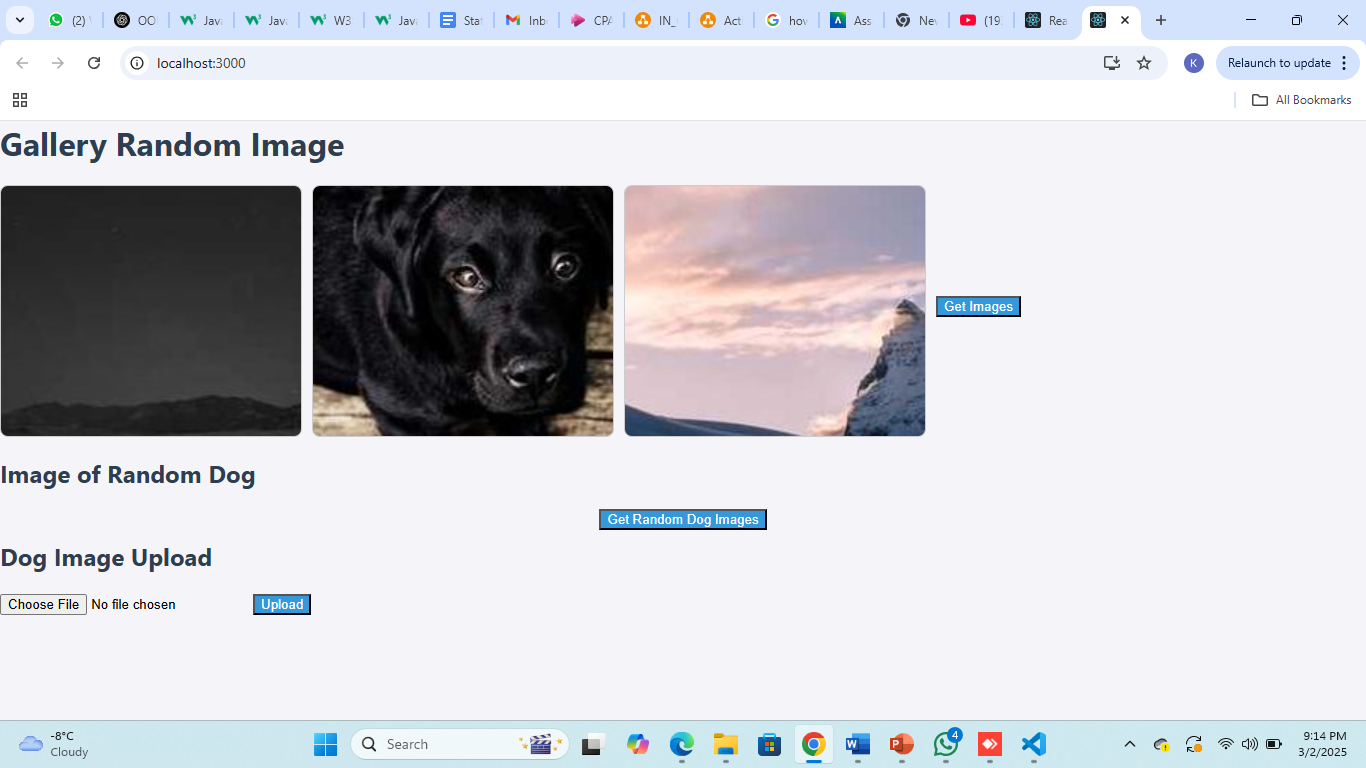 (2) OO Java Java W3 Java Stat Inbo CPA IN_ Acti how Ass Nev (19 Rea
localhost:3000
K
Relaunch to update
All Bookmarks
Gallery Random Image
Get Images
Image of Random Dog
Get Random Dog Images
Dog Image Upload
Choose File No file chosen Upload
-8°C
Cloudy
Search
4
9:14 PM
3/2/2025